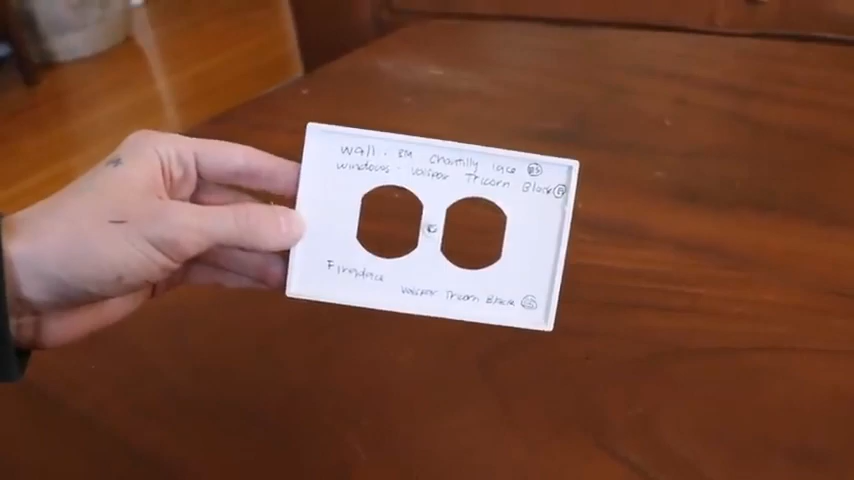 wall. BM Chantilly lace
windows - Valspar Tricorn Black
Fireplace
Valspar Tricorn Black